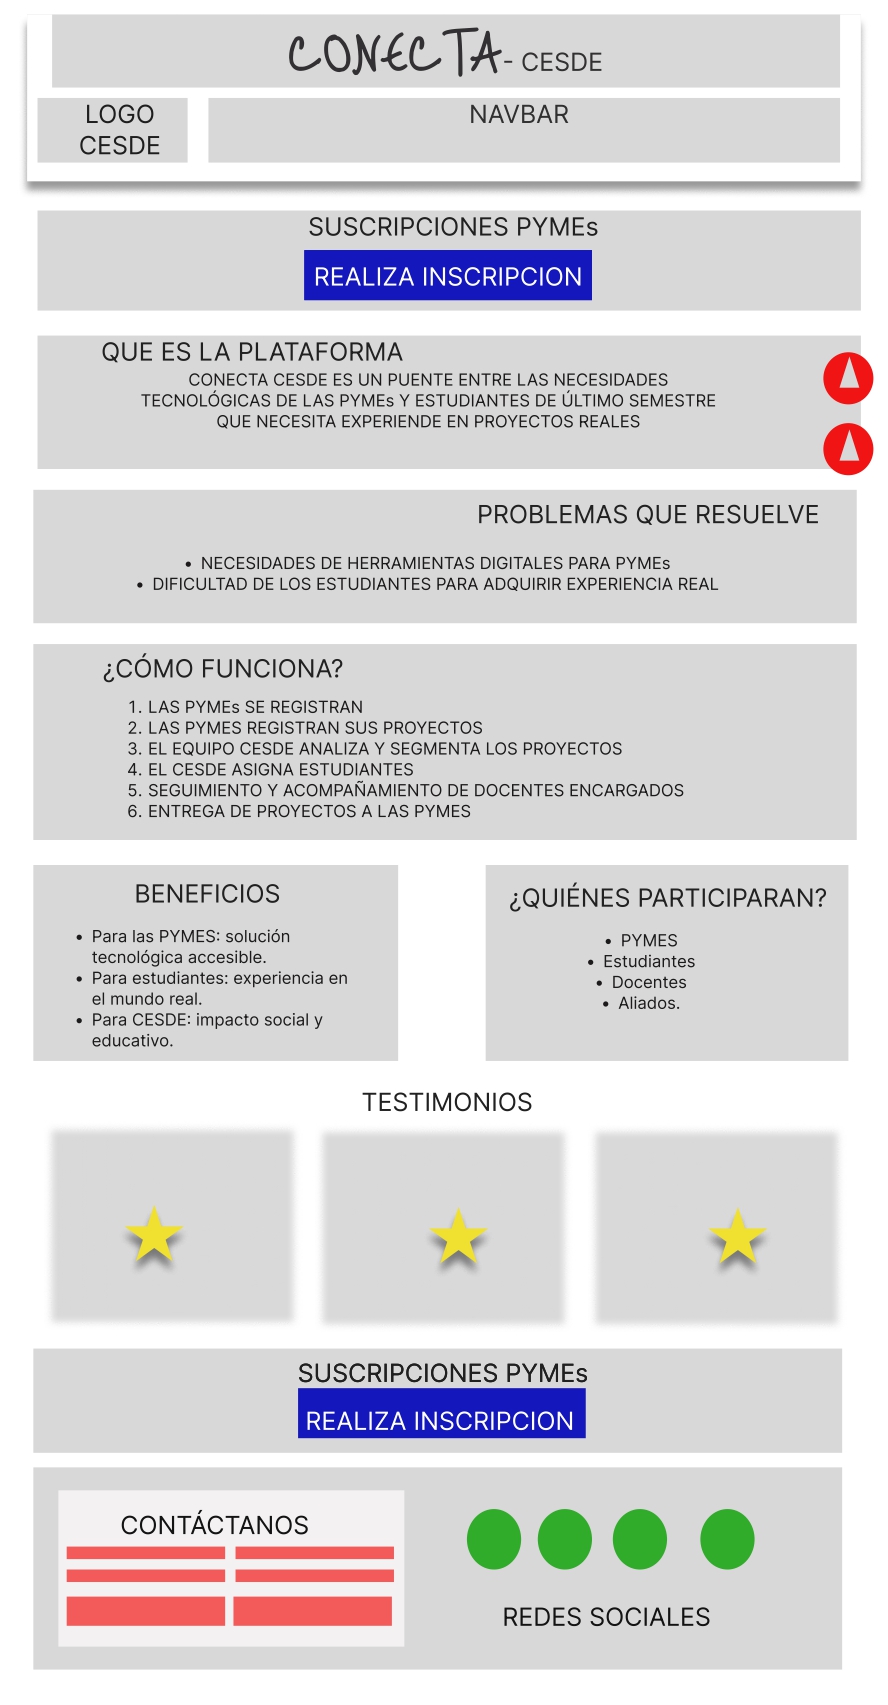 CONECTA- CESDE
LOGO
CESDE
NAVBAR
SUSCRIPCIONES PYMEs
REALIZA INSCRIPCION
QUE ES LA PLATAFORMA
CONECTA CESDE ES UN PUENTE ENTRE LAS NECESIDADES
TECNOLÓGICAS DE LAS PYMEs Y ESTUDIANTES DE ÚLTIMO SEMESTRE
QUE NECESITA EXPERIENDE EN PROYECTOS REALES
PROBLEMAS QUE RESUELVE
• NECESIDADES DE HERRAMIENTAS DIGITALES PARA PYMEs
• DIFICULTAD DE LOS ESTUDIANTES PARA ADQUIRIR EXPERIENCIA REAL
¿CÓMO FUNCIONA?
1. LAS PYMEs SE REGISTRAN
2. LAS PYMES REGISTRAN SUS PROYECTOS
3. EL EQUIPO CESDE ANALIZA Y SEGMENTA LOS PROYECTOS
4. EL CESDE ASIGNA ESTUDIANTES
5. SEGUIMIENTO Y ACOMPAÑAMIENTO DE DOCENTES ENCARGADOS
6. ENTREGA DE PROYECTOS A LAS PYMES
BENEFICIOS
• Para las PYMES: solución
tecnológica accesible.
• Para estudiantes: experiencia en
el mundo real.
• Para CESDE: impacto social y
educativo.
¿QUIÉNES PARTICIPARAN?
• PYMES
• Estudiantes
• Docentes
• Aliados.
TESTIMONIOS
SUSCRIPCIONES PYMEs
REALIZA INSCRIPCION
CONTÁCTANOS
REDES SOCIALES